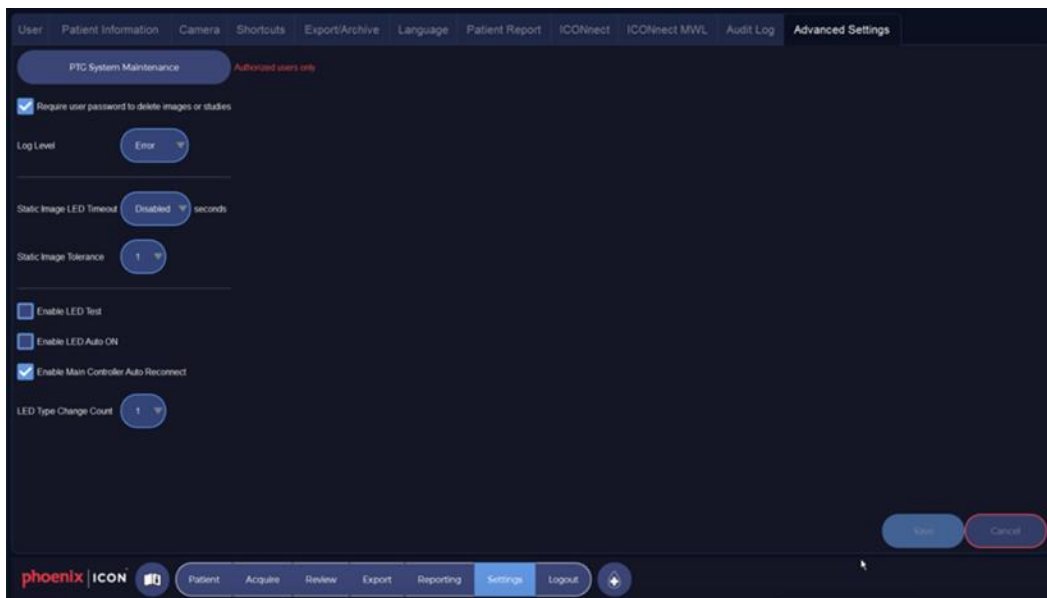 User Patient Information Camera Shortcuts Export/Archive Language Patient Report ICONnect ICONnect MWL Audit Log Advanced Settings
PTG System Maintenance Authorized users only
Require user password to delete images or studies
Log Level Error
Static Image LED Timeout Disabled seconds
Static Image Tolerance 1
Enable LED Test
Enable LED Auto ON
Enable Main Controller Auto Reconnect
LED Type Change Count 1
Save Cancel
phoenix ICON Patient Acquire Review Export Reporting Settings Logout